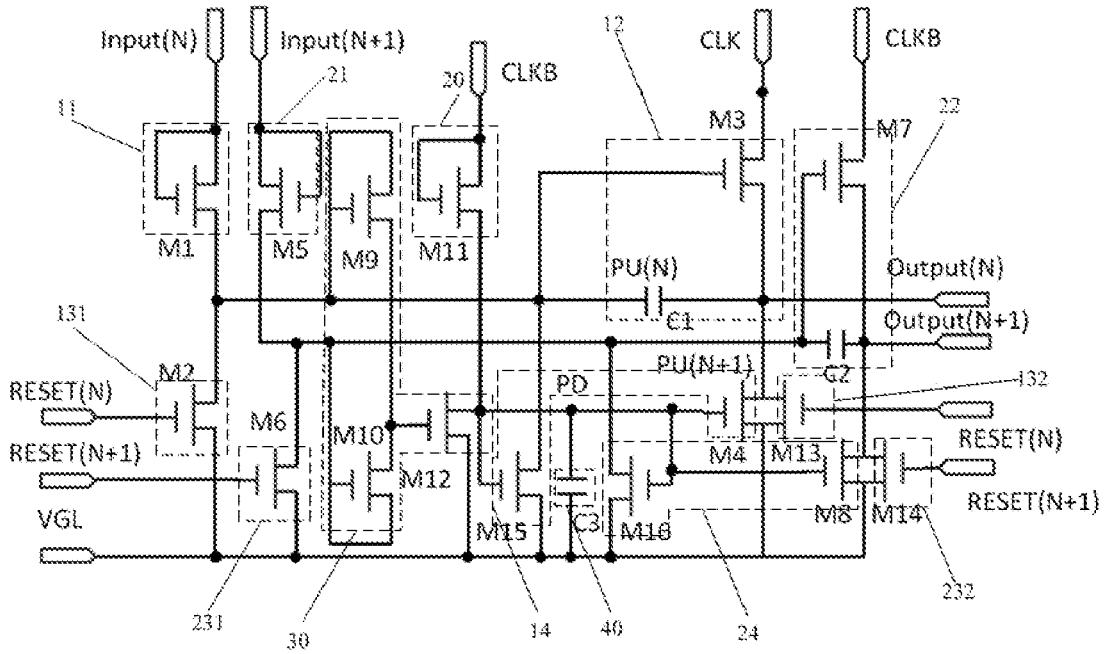 Input(N)
Input(N+1)
CLKB
CLK
CLKB
12
21
20
11
22
M3
M7
M1
M5
M9
M11
PU(N)
C1
Output(N)
Output(N+1)
C2
131
M2
RESET(N)
M6
RESET(N+1)
PD
PU(N+1)
132
M10
M12
M4
M13
RESET(N)
RESET(N+1)
VGL
M15
C3
M16
M8
M14
231
30
14
40
24
232